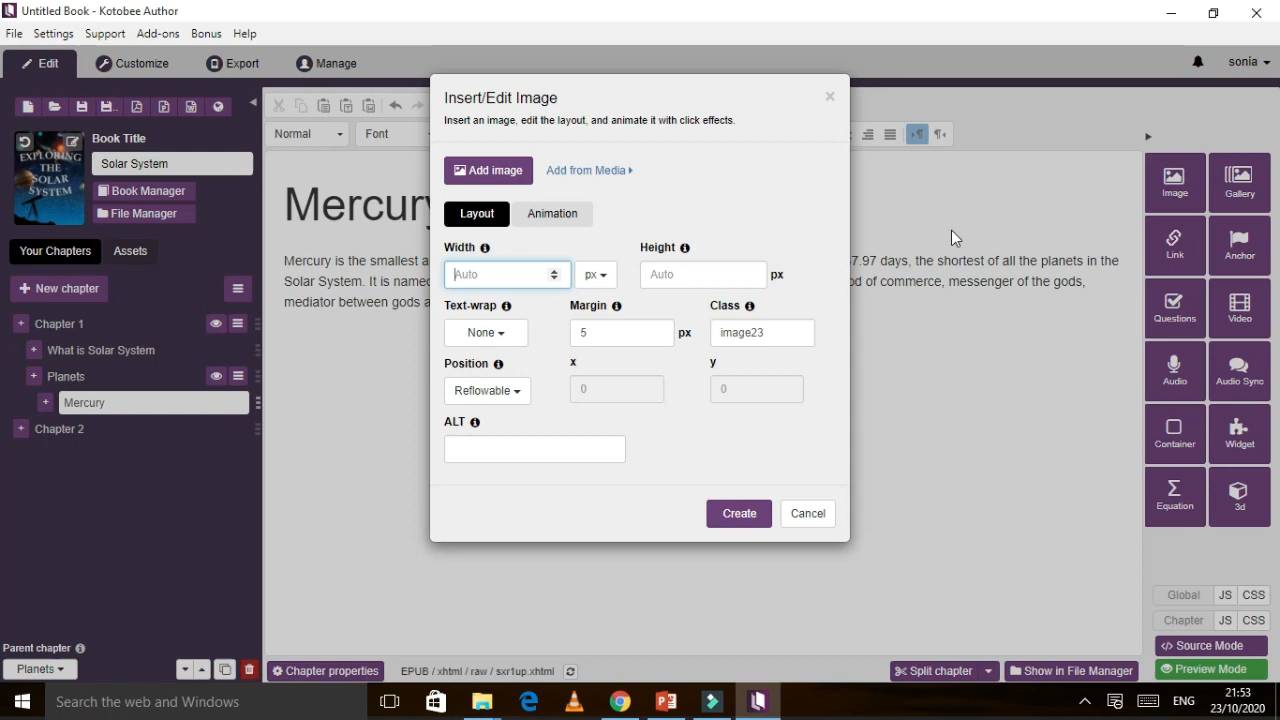 Untitled Book - Kotobee Author
File Settings Support Add-ons Bonus Help
Edit Customize Export Manage sonia
Normal Font
EXPLORING
THE
SOLAR
SYSTEM
Book Title
Solar System
Book Manager
File Manager
Your Chapters Assets
New chapter
Chapter 1
What is Solar System
Planets
Mercury
Chapter 2
Parent chapter
Planets
Mercury
Mercury is the smallest a
7.97 days, the shortest of all the planets in the
Solar System. It is name
od of commerce, messenger of the gods,
mediator between gods a
Insert/Edit Image
Insert an image, edit the layout, and animate it with click effects.
Add image Add from Media
Layout Animation
Width Height
Auto px Auto px
Text-wrap Margin Class
None 5 px image23
Position x y
Reflowable 0 0
ALT
Create Cancel
Image Gallery
Link Anchor
Questions Video
Audio Audio Sync
Container Widget
Σ
Equation 3d
Global JS CSS
Chapter JS CSS
</> Source Mode
Preview Mode
Chapter properties EPUB / xhtml / raw / sxr1up.xhtml Split chapter Show in File Manager
Search the web and Windows
ENG
21:53
23/10/2020